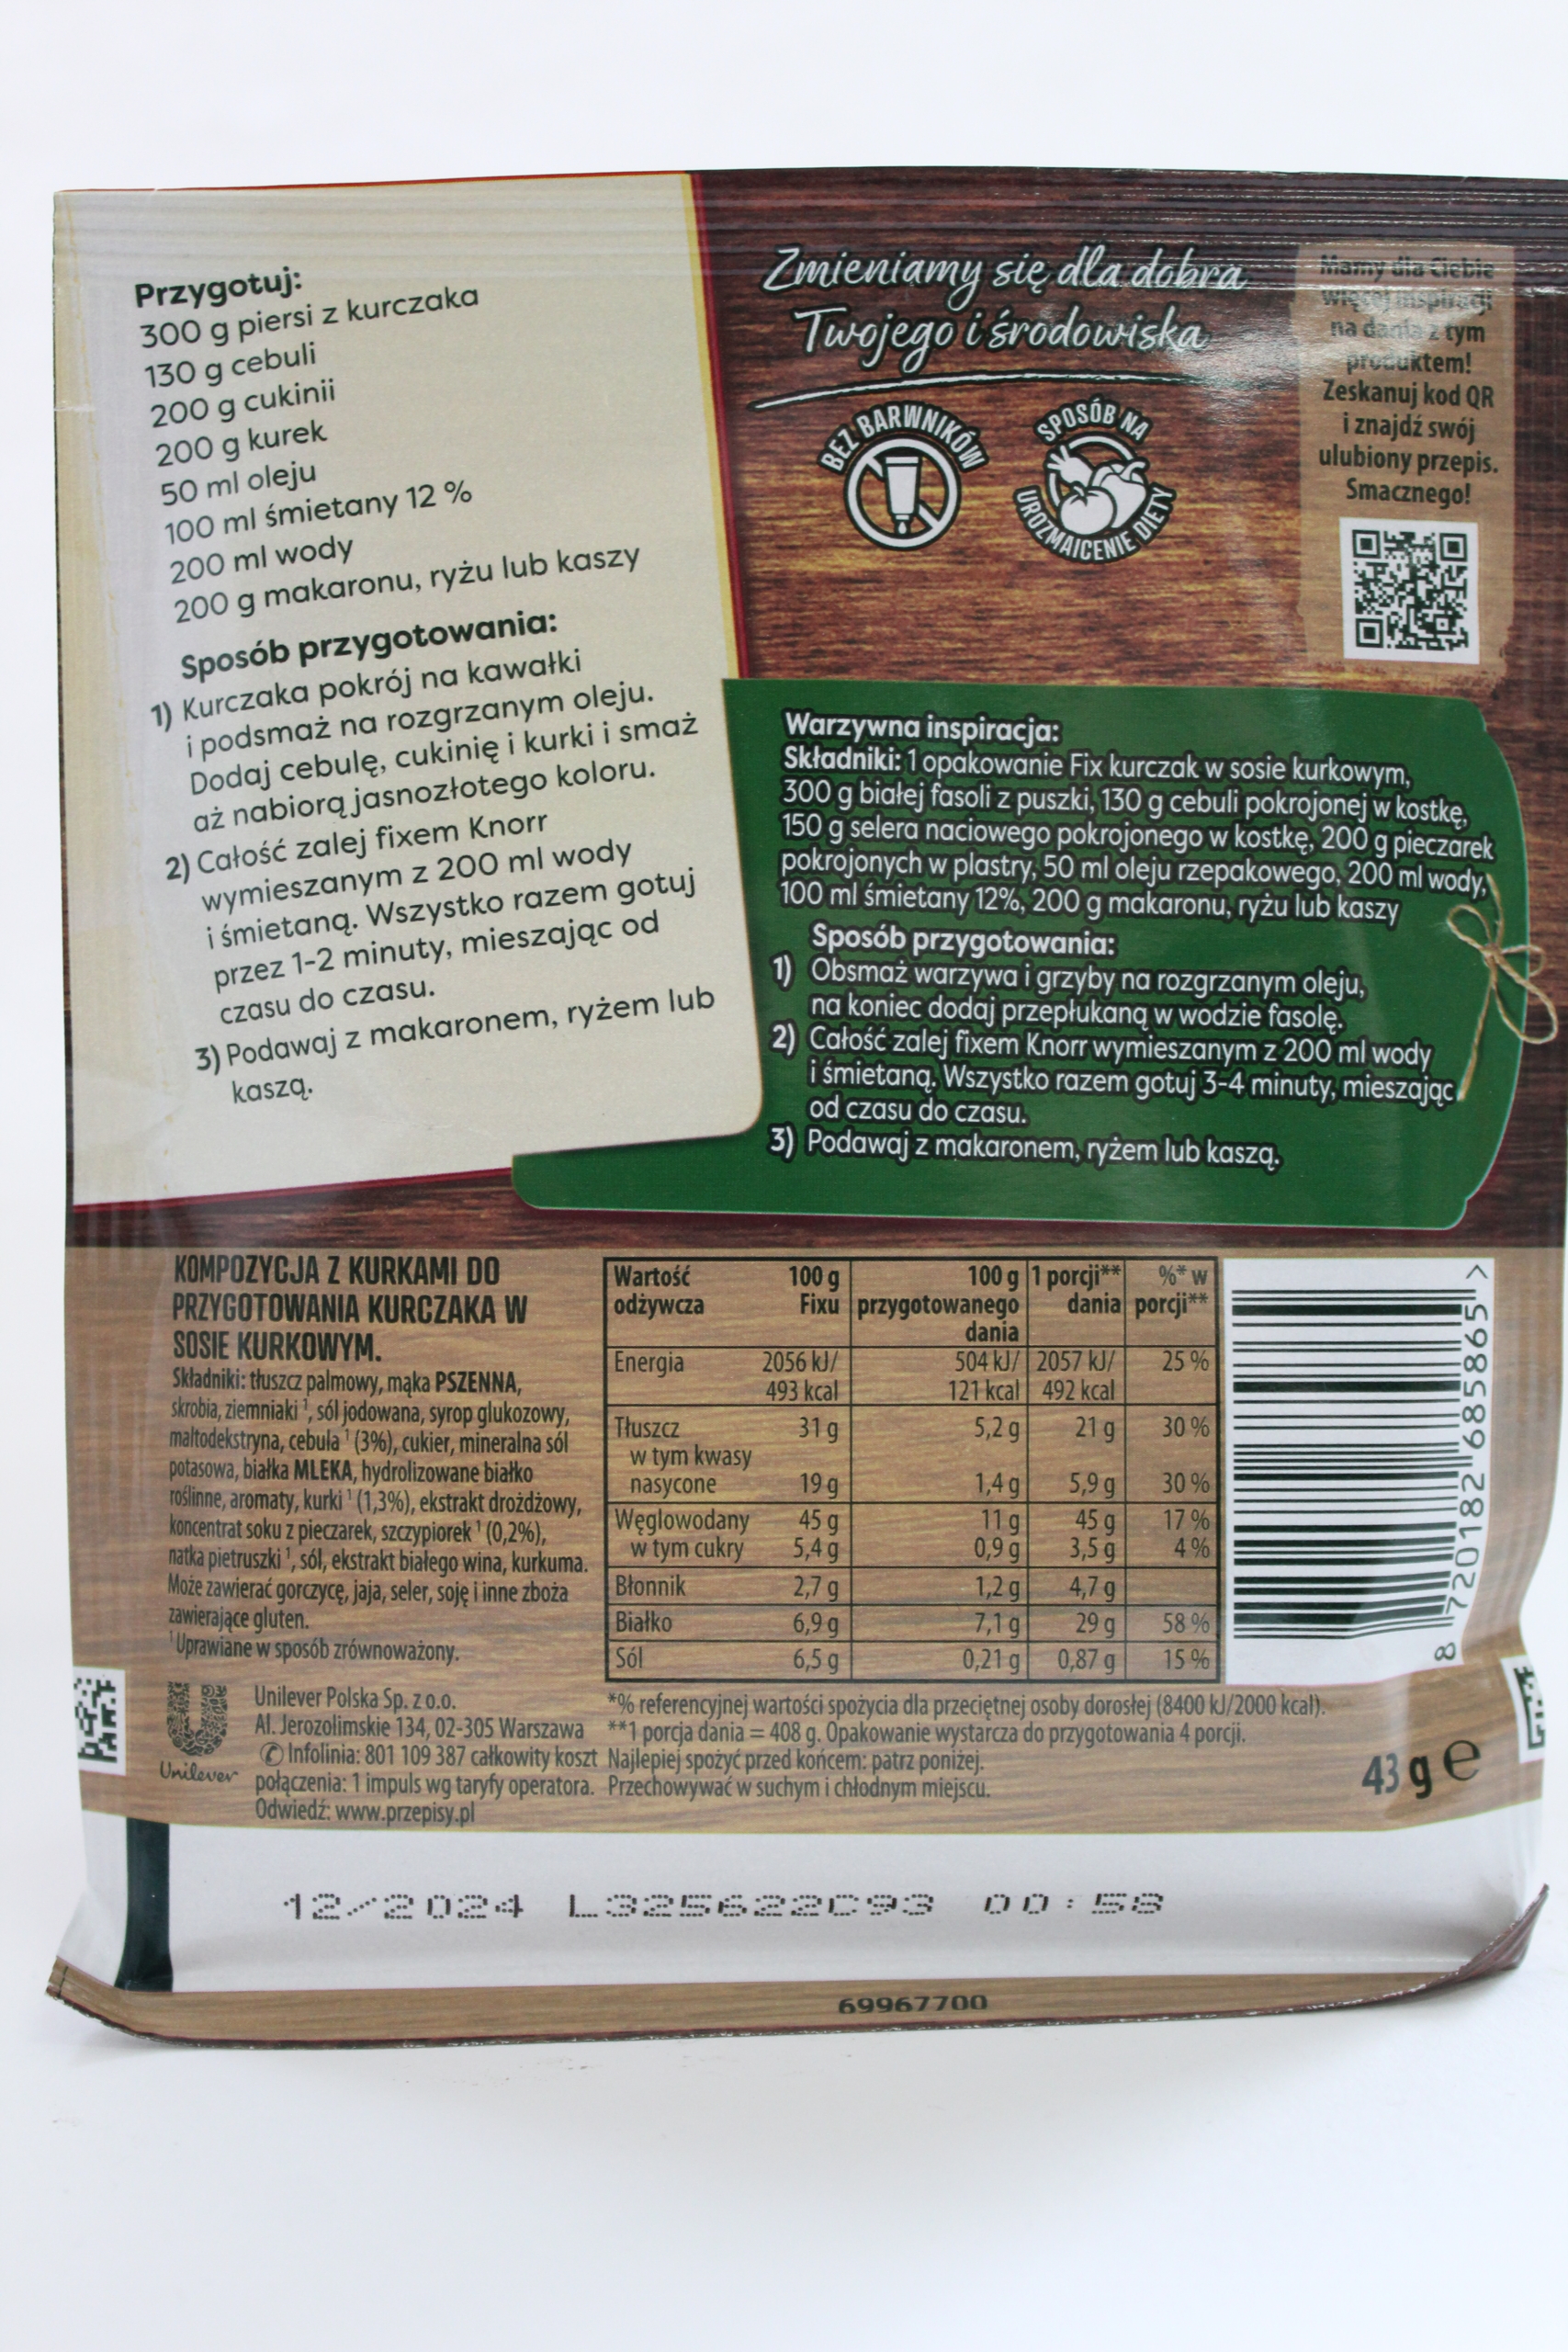 Przygotuj:
300 g piersi z kurczaka
130 g cebuli
200 g cukinii
200 g kurek
50 ml oleju
100 ml śmietany 12 %
200 ml wody
200 g makaronu, ryżu lub kaszy
Sposób przygotowania:
1) Kurczaka pokrój na kawałki
i podsmaż na rozgrzanym oleju.
Dodaj cebulę, cukinię i kurki i smaż
aż nabiorą jasnozłotego koloru.
2) Całość zalej fixem Knorr
wymieszanym z 200 ml wody
i śmietaną. Wszystko razem gotuj
przez 1-2 minuty, mieszając od
czasu do czasu.
3) Podawaj z makaronem, ryżem lub
kaszą.
Zmieniamy się dla dobra
Twojego i środowiska
BEZ BARWNIKÓW
SPOSÓB NA
UROZMAICENIE DIETY
Mamy dla Ciebie
więcej inspiracji
na dania z tym
produktem!
Zeskanuj kod QR
i znajdź swój
ulubiony przepis.
Smacznego!
Warzywna inspiracja:
Składniki: 1 opakowanie Fix kurczak w sosie kurkowym,
300 g białej fasoli z puszki, 130 g cebuli pokrojonej w kostkę,
150 g selera naciowego pokrojonego w kostkę, 200 g pieczarek
pokrojonych w plastry, 50 ml oleju rzepakowego, 200 ml wody,
100 ml śmietany 12%, 200 g makaronu, ryżu lub kaszy
Sposób przygotowania:
1) Obsmaż warzywa i grzyby na rozgrzanym oleju,
na koniec dodaj przepłukaną w wodzie fasolę.
2) Całość zalej fixem Knorr wymieszanym z 200 ml wody
i śmietaną. Wszystko razem gotuj 3-4 minuty, mieszając
od czasu do czasu.
3) Podawaj z makaronem, ryżem lub kaszą.
KOMPOZYCJA Z KURKAMI DO
PRZYGOTOWANIA KURCZAKA W
SOSIE KURKOWYM.
Składniki: tłuszcz palmowy, mąka PSZENNA,
skrobia, ziemniaki ¹, sól jodowana, syrop glukozowy,
maltodekstryna, cebula ¹ (3%), cukier, mineralna sól
potasowa, białka MLEKA, hydrolizowane białko
roślinne, aromaty, kurki ¹ (1,3%), ekstrakt drożdżowy,
koncentrat soku z pieczarek, szczypiorek ¹ (0,2%),
natka pietruszki ¹, sól, ekstrakt białego wina, kurkuma.
Może zawierać gorczycę, jaja, seler, soję i inne zboża
zawierające gluten.
¹ Uprawiane w sposób zrównoważony.
Wartość 100 g 100 g 1 porcji** %* w
odżywcza Fixu przygotowanego dania porcji**
dania
Energia 2056 kJ/ 504 kJ/ 2057 kJ/ 25 %
493 kcal 121 kcal 492 kcal
Tłuszcz 31 g 5,2 g 21 g 30 %
w tym kwasy
nasycone 19 g 1,4 g 5,9 g 30 %
Węglowodany 45 g 11 g 45 g 17 %
w tym cukry 5,4 g 0,9 g 3,5 g 4 %
Błonnik 2,7 g 1,2 g 4,7 g
Białko 6,9 g 7,1 g 29 g 58 %
Sól 6,5 g 0,21 g 0,87 g 15 %
8 720182 685865 >
Unilever
Unilever Polska Sp. z o.o.
Al. Jerozolimskie 134, 02-305 Warszawa
✆ Infolinia: 801 109 387 całkowity koszt
połączenia: 1 impuls wg taryfy operatora.
Odwiedź: www.przepisy.pl
*% referencyjnej wartości spożycia dla przeciętnej osoby dorosłej (8400 kJ/2000 kcal).
**1 porcja dania = 408 g. Opakowanie wystarcza do przygotowania 4 porcji.
Najlepiej spożyć przed końcem: patrz poniżej.
Przechowywać w suchym i chłodnym miejscu.
43 g ℮
12/2024 L325622C93 00:58
69967700